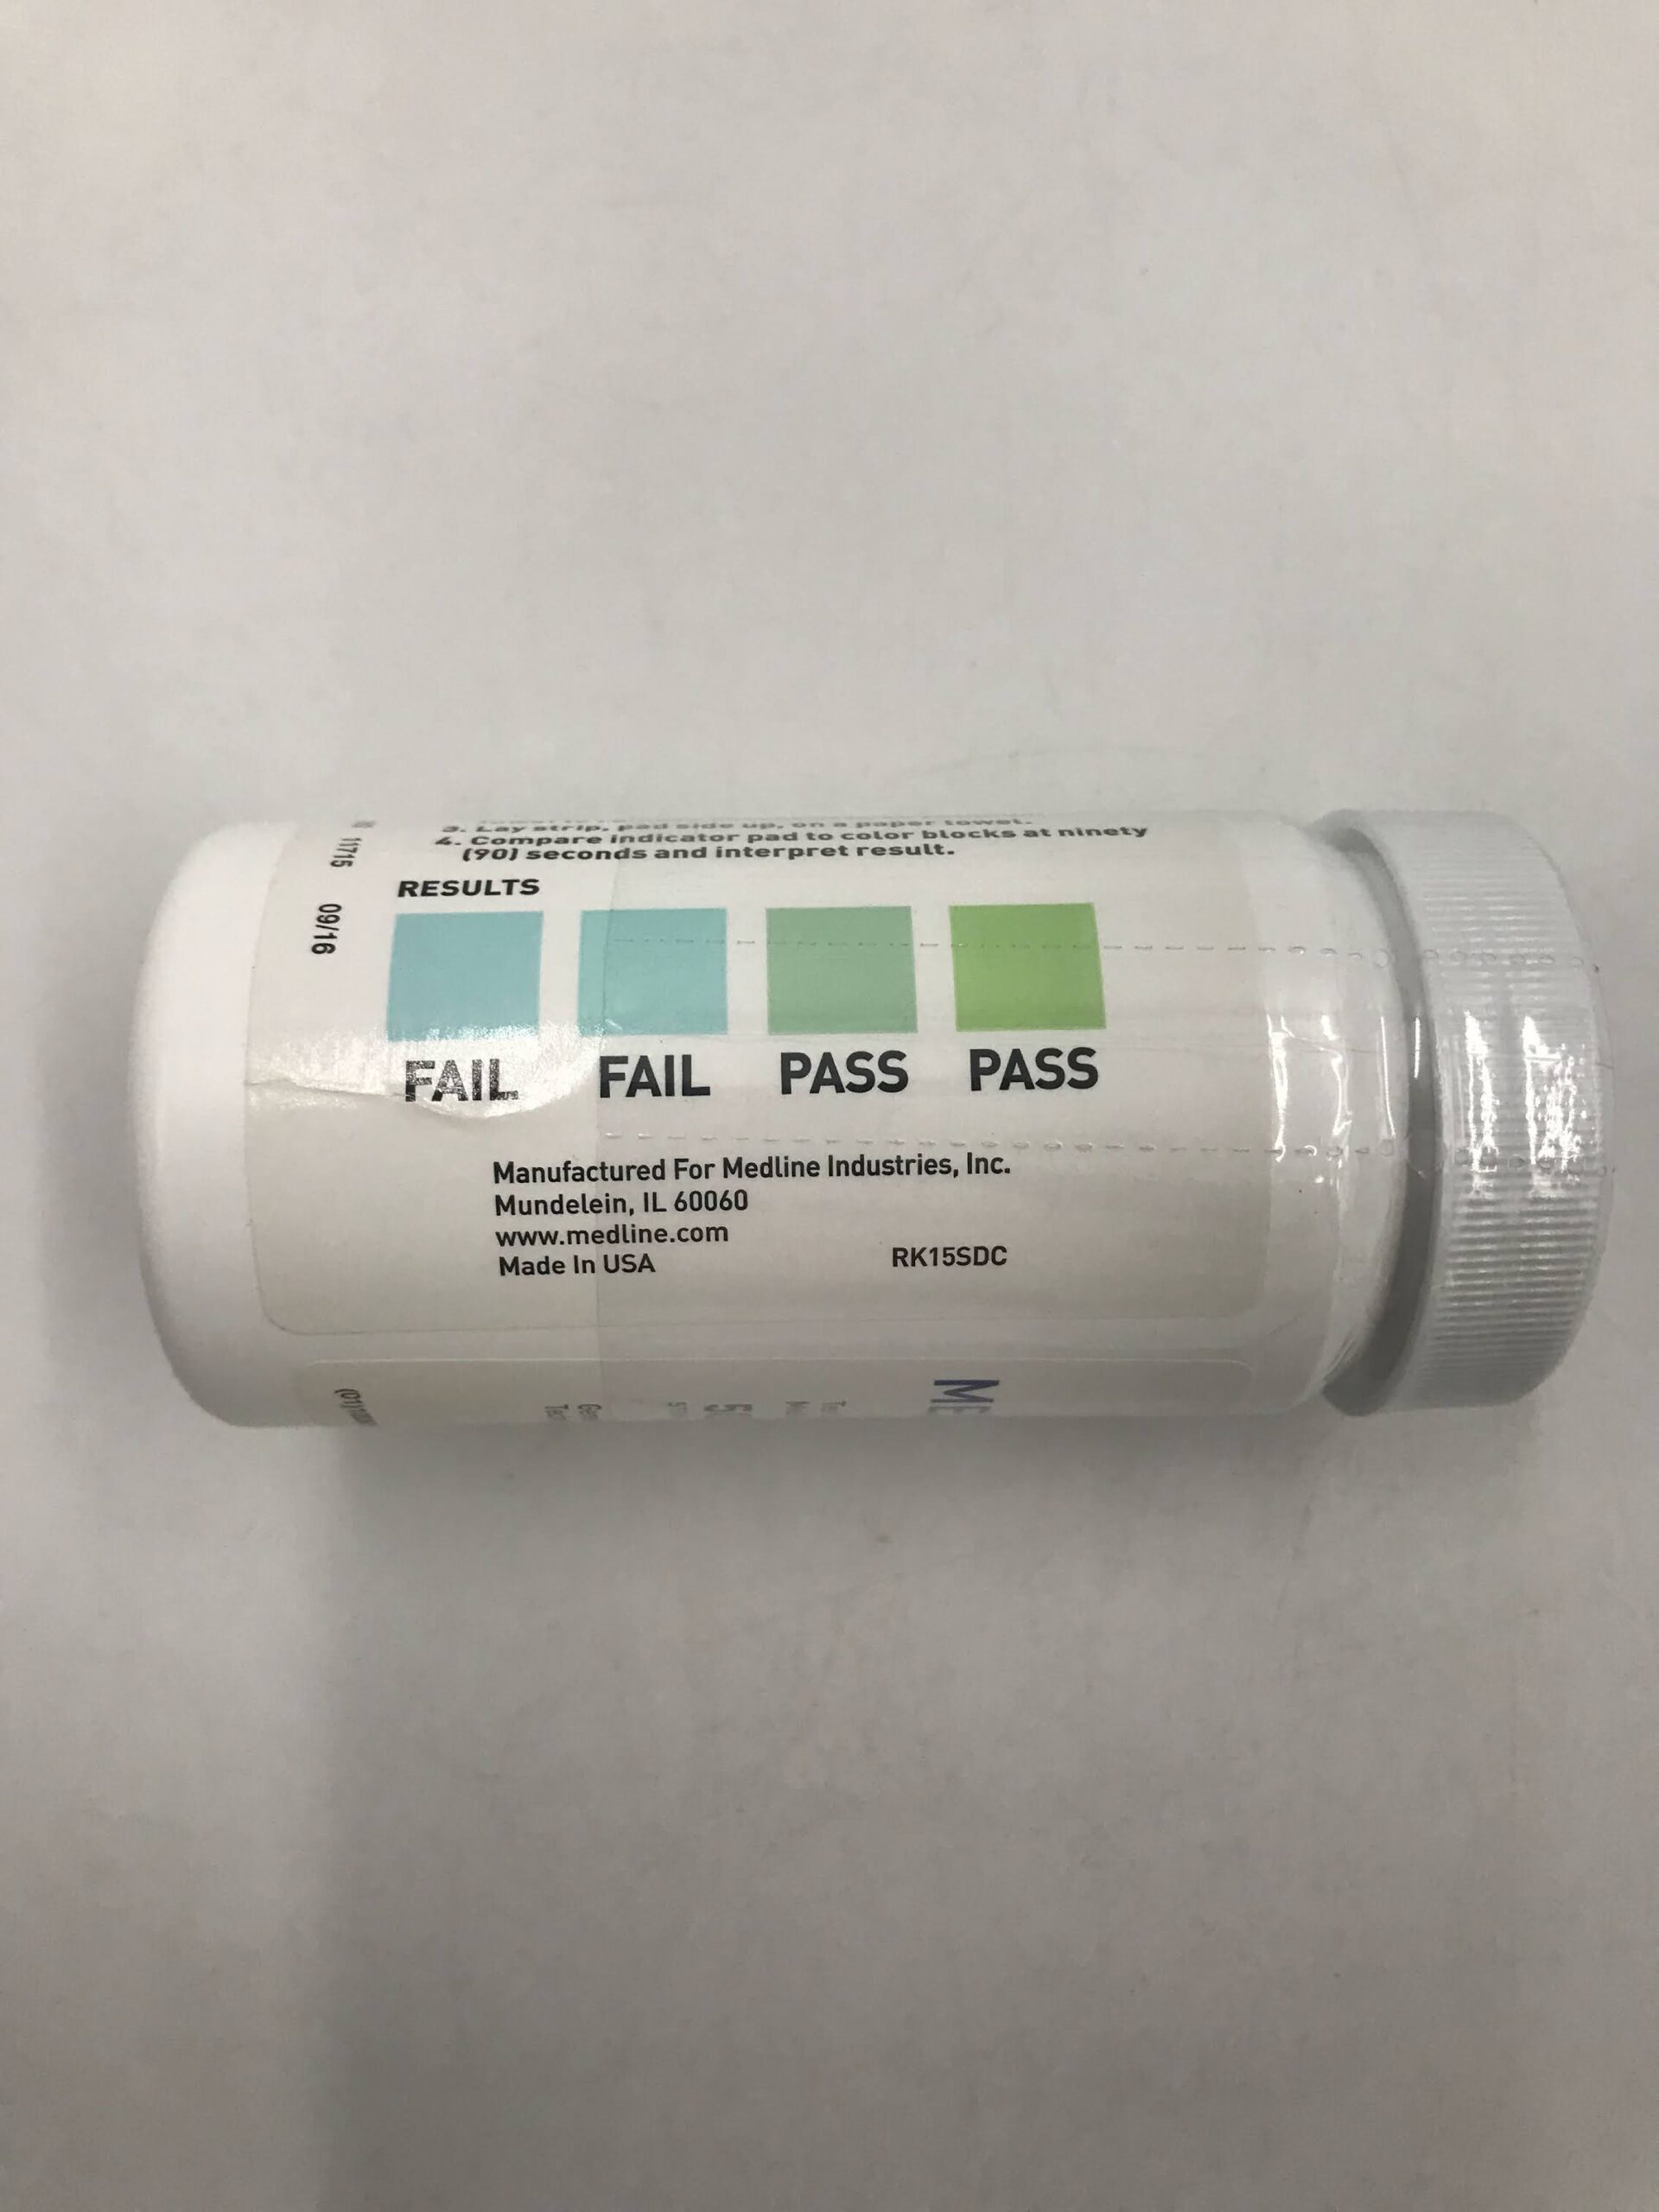 3. Lay strip, pad side up, on a paper towel.
4. Compare indicator pad to color blocks at ninety
(90) seconds and interpret result.
11715 09/16
RESULTS
FAIL FAIL PASS PASS
Manufactured For Medline Industries, Inc.
Mundelein, IL 60060
www.medline.com
Made In USA RK15SDC
(01)
ME